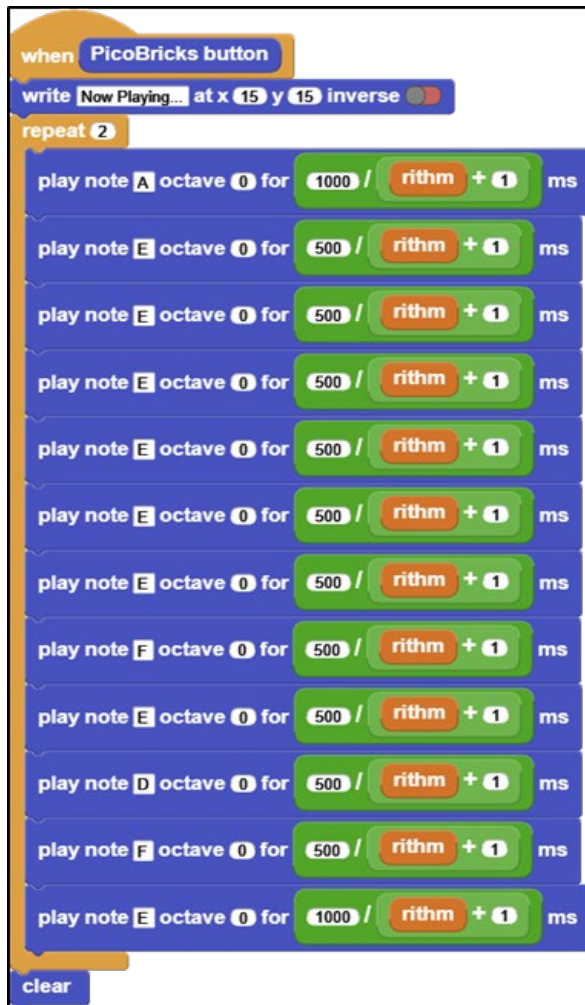 when PicoBricks button
write Now Playing... at x 15 y 15 inverse
repeat 2
play note A octave 0 for 1000 / rithm + 1 ms
play note E octave 0 for 500 / rithm + 1 ms
play note E octave 0 for 500 / rithm + 1 ms
play note E octave 0 for 500 / rithm + 1 ms
play note E octave 0 for 500 / rithm + 1 ms
play note E octave 0 for 500 / rithm + 1 ms
play note E octave 0 for 500 / rithm + 1 ms
play note F octave 0 for 500 / rithm + 1 ms
play note E octave 0 for 500 / rithm + 1 ms
play note D octave 0 for 500 / rithm + 1 ms
play note F octave 0 for 500 / rithm + 1 ms
play note E octave 0 for 1000 / rithm + 1 ms
clear